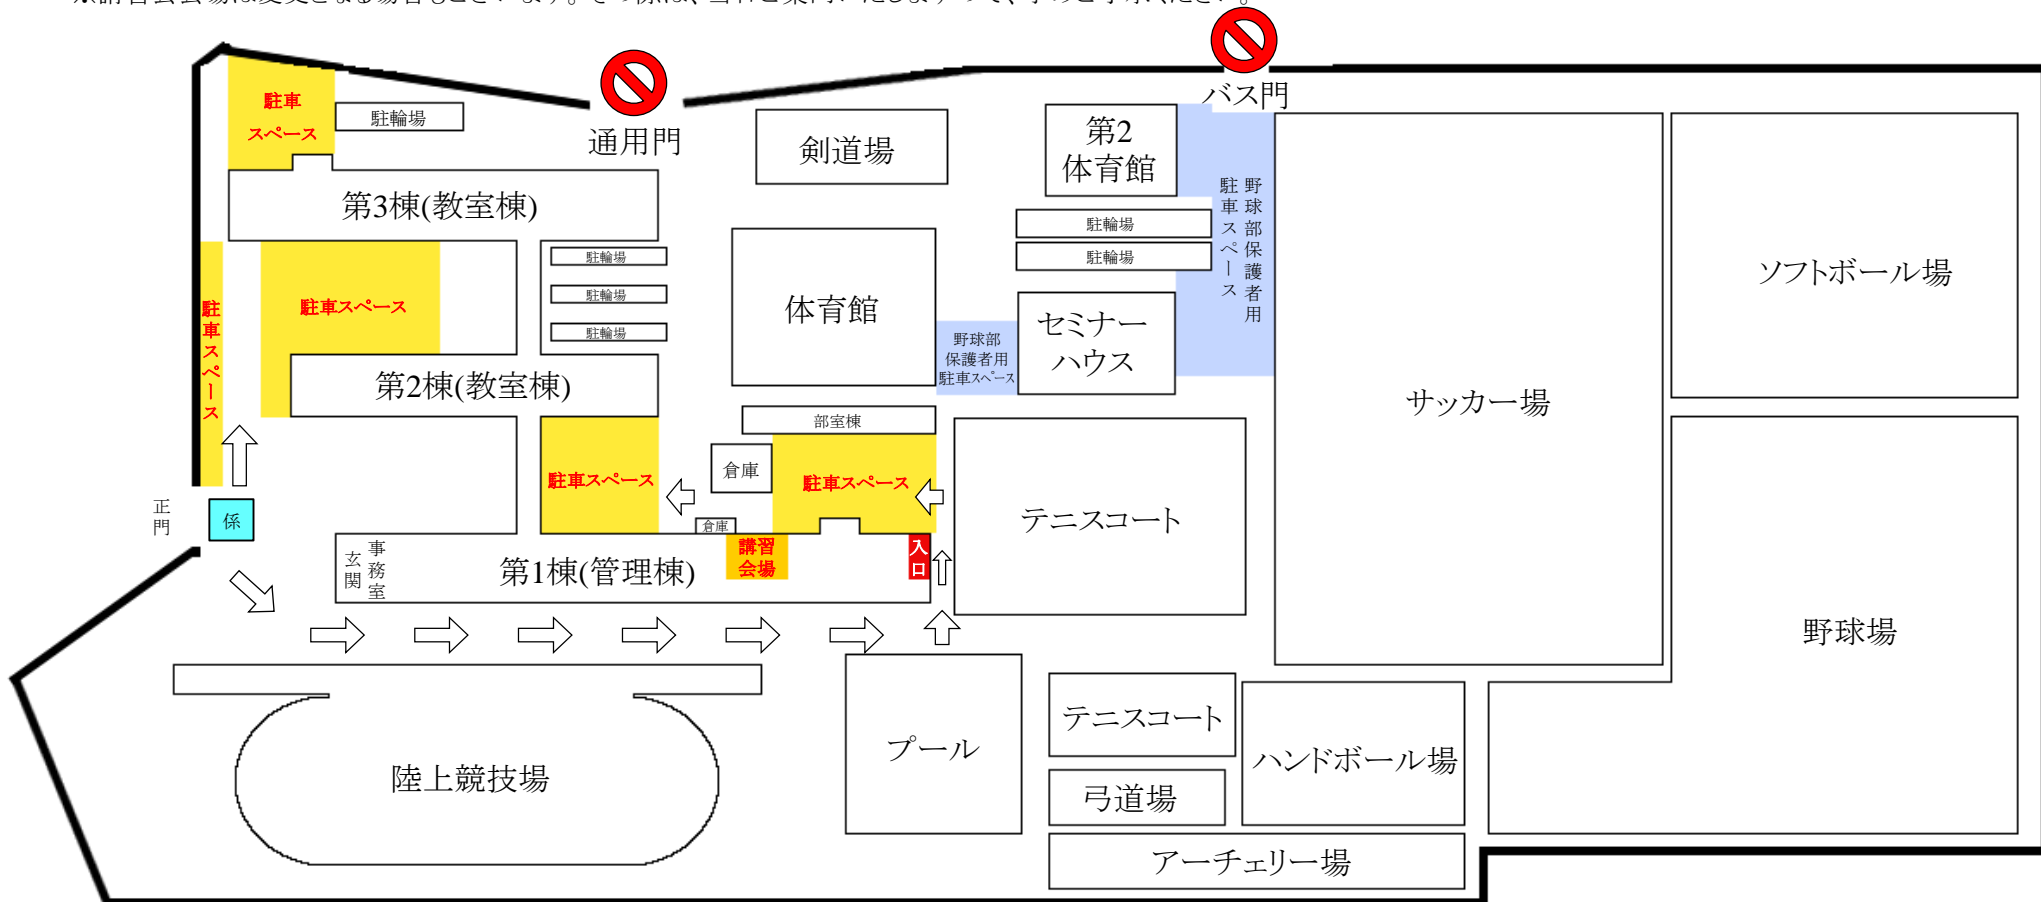 バス門
通用門
駐車
スペース
駐輪場
剣道場
第2
体育館
第3棟(教室棟)
駐輪場
駐輪場
野球部保護者用
駐車スペース
駐輪場
駐輪場
駐輪場
駐車スペース
駐車スペース
体育館
セミナー
ハウス
野球部
保護者用
駐車スペース
ソフトボール場
サッカー場
第2棟(教室棟)
部室棟
倉庫
駐車スペース
駐車スペース
正門
係
倉庫
テニスコート
事務室
玄関
第1棟(管理棟)
講習
会場
入口
野球場
プール
テニスコート
ハンドボール場
陸上競技場
弓道場
アーチェリー場